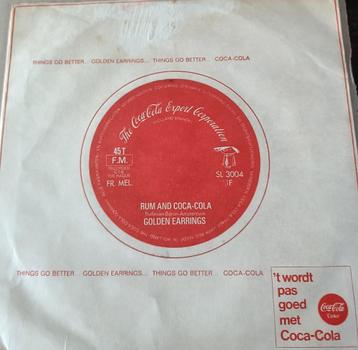 THINGS GO BETTER... GOLDEN EARRINGS... THINGS GO BETTER... COCA-COLA
The Coca-Cola Export Corporation
HOLLAND BRANCH
45T
F.M.
FR. MEL.
SL 3004
IF
RUM AND COCA-COLA
GOLDEN EARRINGS
THINGS GO BETTER... GOLDEN EARRINGS... THINGS GO BETTER... COCA-COLA
't wordt
pas
goed
met
Coca-Cola
Coca-Cola
Coke